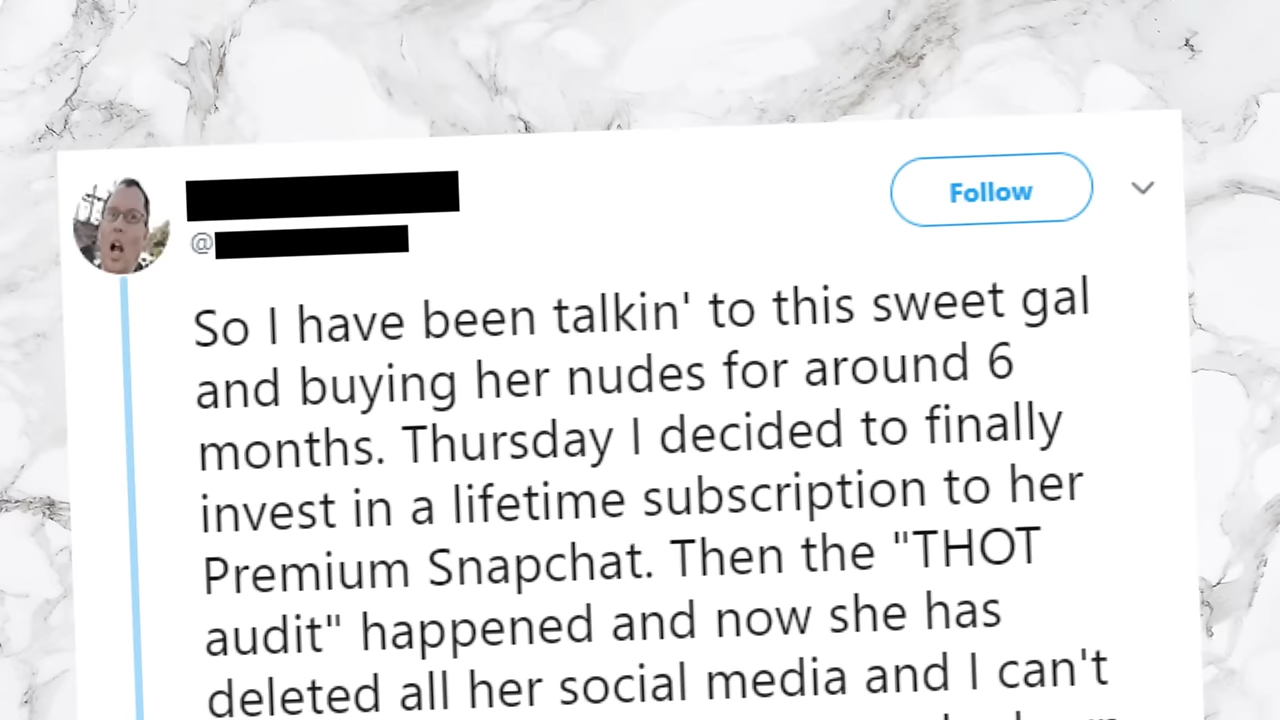 Follow
@
So I have been talkin' to this sweet gal
and buying her nudes for around 6
months. Thursday I decided to finally
invest in a lifetime subscription to her
Premium Snapchat. Then the "THOT
audit" happened and now she has
deleted all her social media and I can't